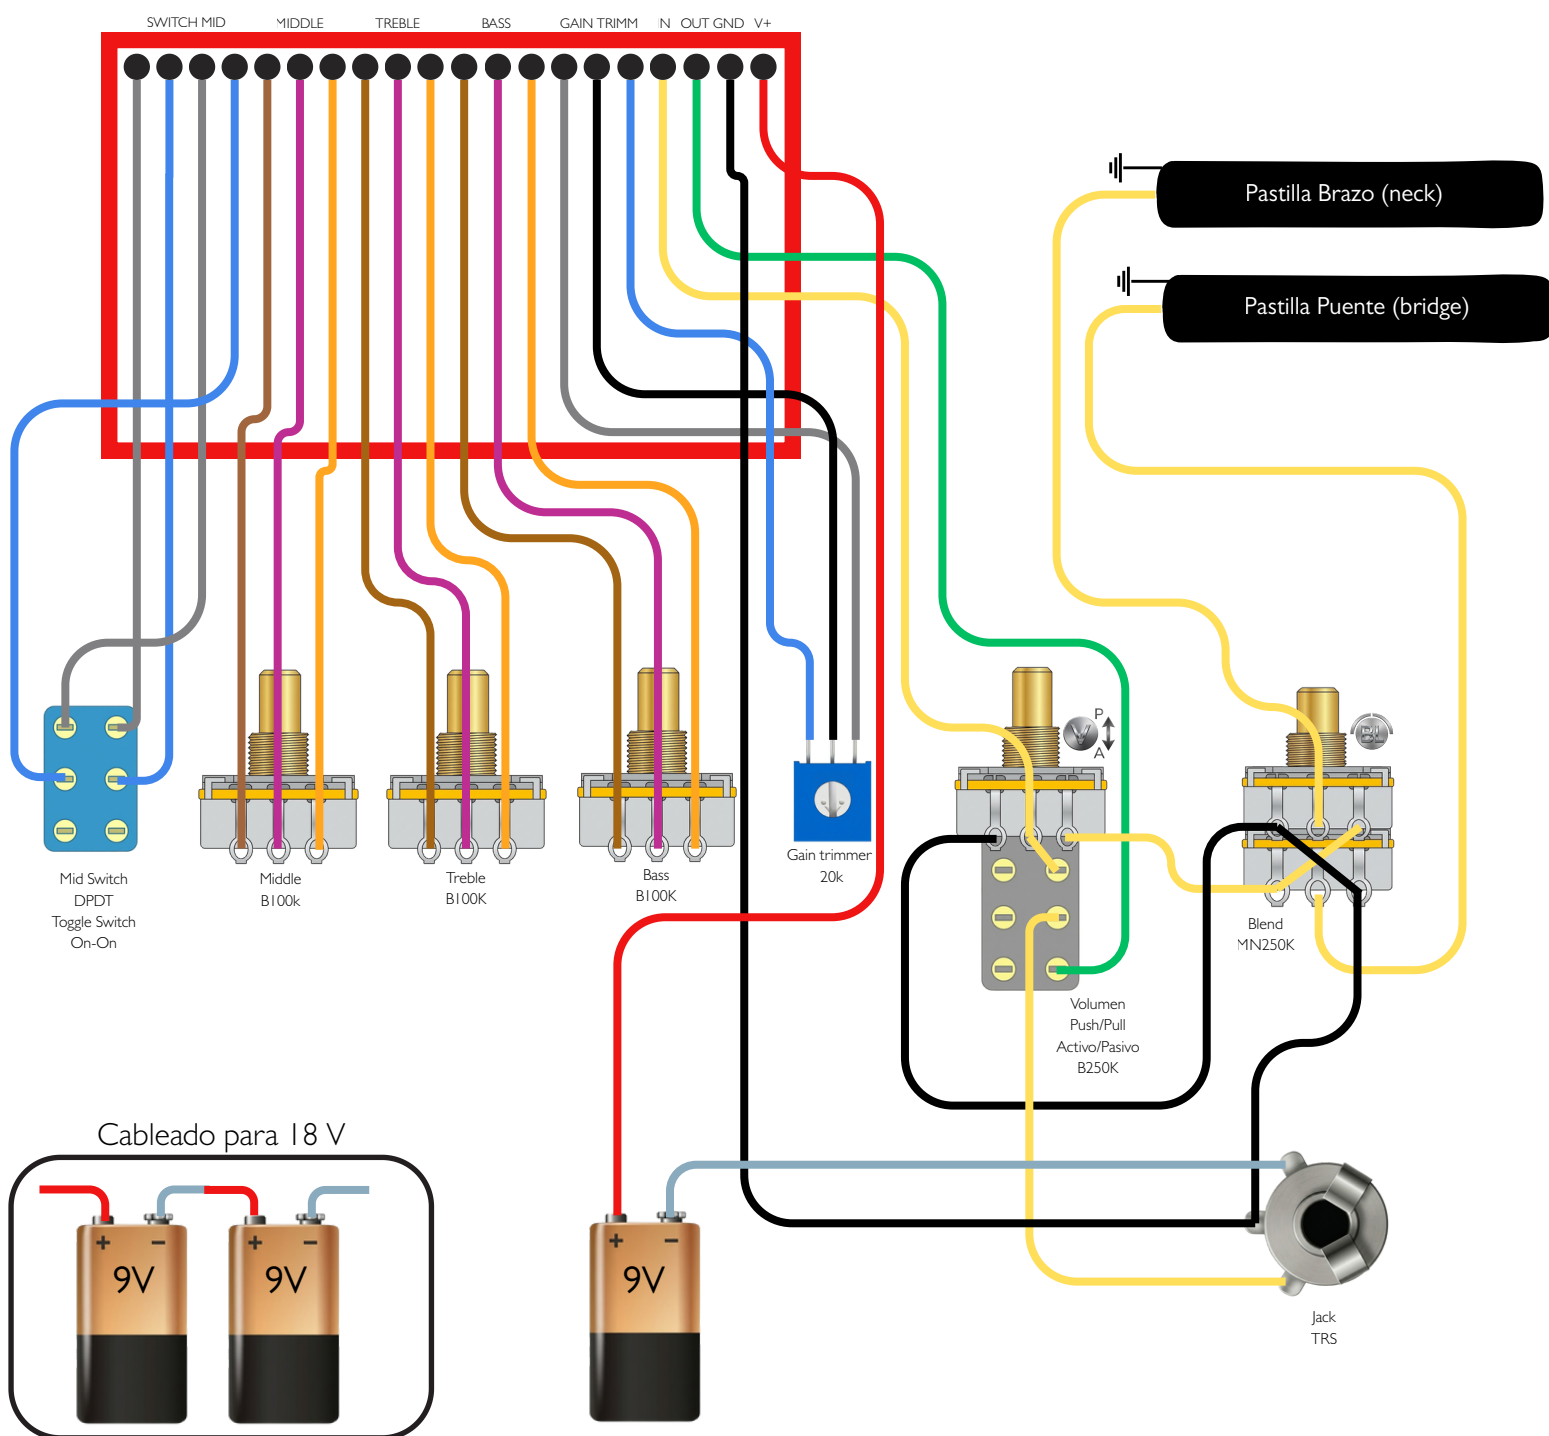 SWITCH MID MIDDLE TREBLE BASS GAIN TRIMM IN OUT GND V+
Pastilla Brazo (neck)
Pastilla Puente (bridge)
P
A
BL
Mid Switch
DPDT
Toggle Switch
On-On
Middle
B100k
Treble
B100K
Bass
B100K
Gain trimmer
20k
Blend
MN250K
Volumen
Push/Pull
Activo/Pasivo
B250K
Cableado para 18 V
+ −
9V
+ −
9V
+ −
9V
Jack
TRS